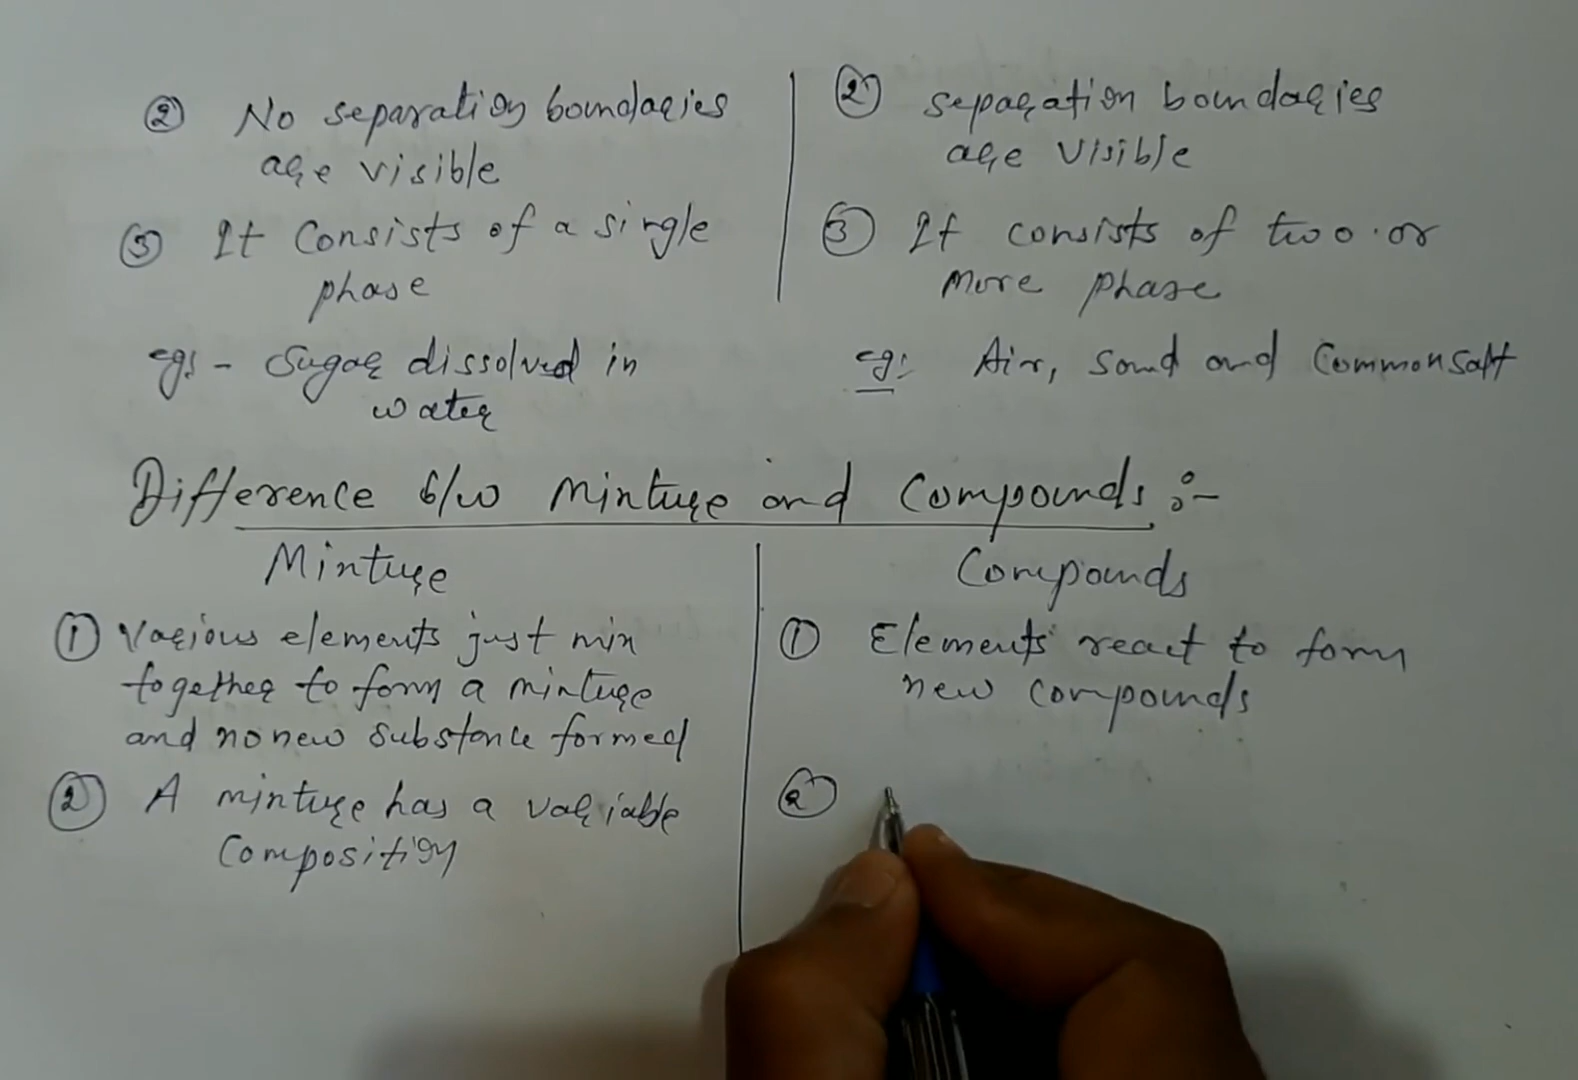 ② No separation boundaries
are visible
③ It Consists of a single
phase
eg:- Sugar dissolved in
water
② separation boundaries
are visible
③ It consists of two or
more phase
eg: Air, sand and Commonsalt
Difference b/w mixture and Compounds :-
Mixture
① Various elements just mix
together to form a mixture
and no new substance formed
② A mixture has a variable
Composition
Compounds
① Elements react to form
new compounds
②